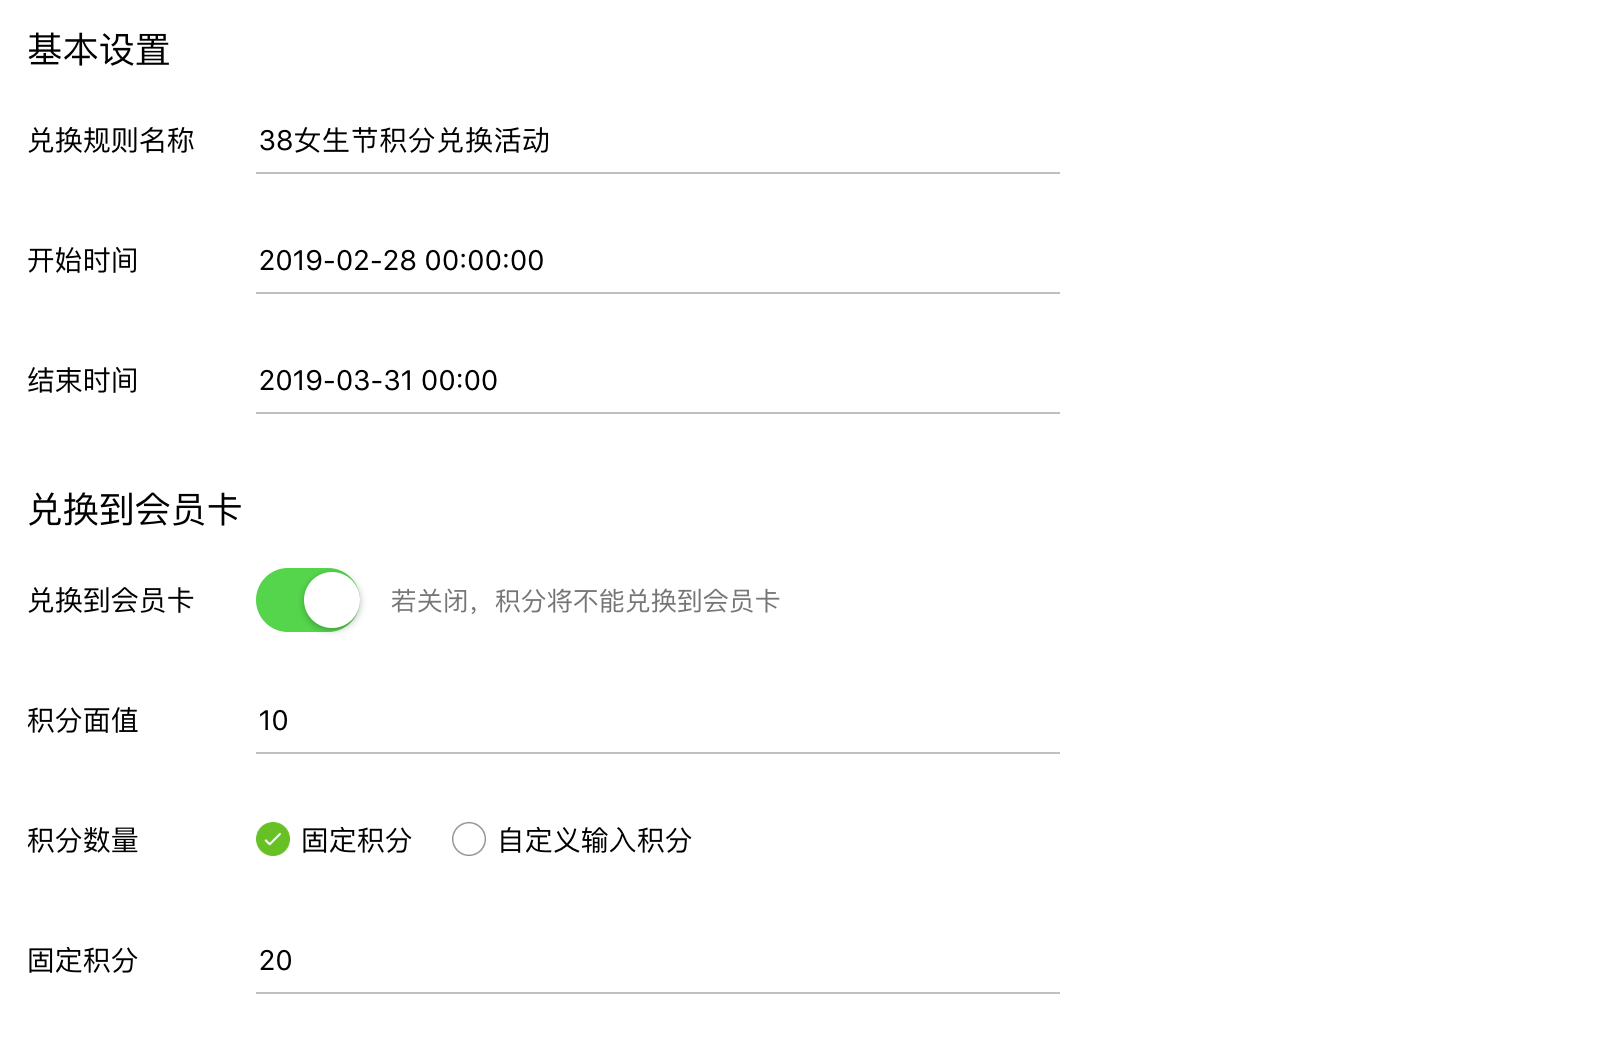 基本设置
兑换规则名称 38女生节积分兑换活动
开始时间 2019-02-28 00:00:00
结束时间 2019-03-31 00:00
兑换到会员卡
兑换到会员卡 若关闭，积分将不能兑换到会员卡
积分面值 10
积分数量 固定积分 自定义输入积分
固定积分 20